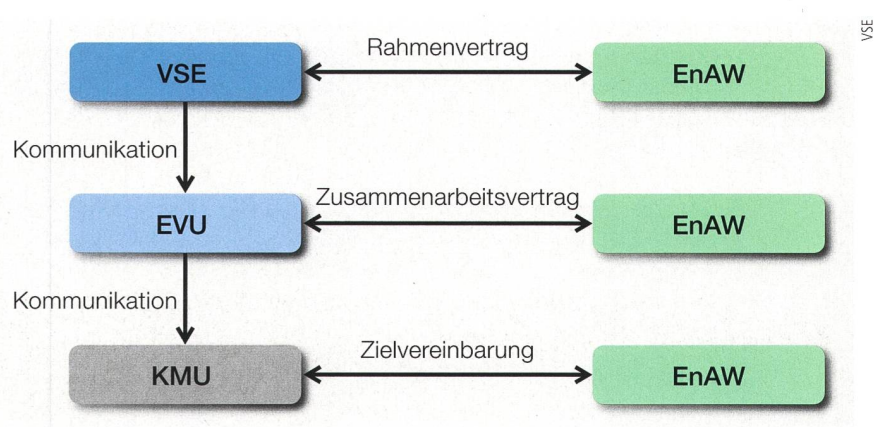 VSE
Rahmenvertrag
VSE
EnAW
Kommunikation
EVU
Zusammenarbeitsvertrag
EnAW
Kommunikation
KMU
Zielvereinbarung
EnAW